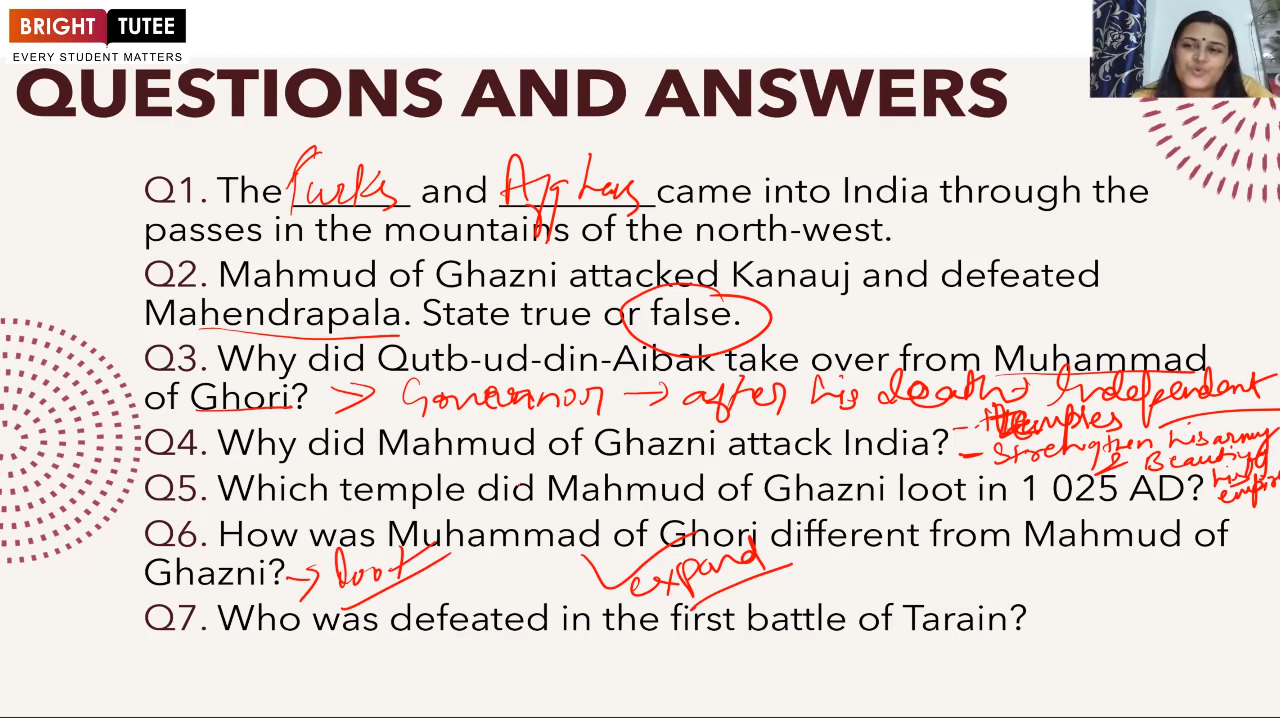 BRIGHT TUTEE
EVERY STUDENT MATTERS
QUESTIONS AND ANSWERS
Q1. The Turks and Afghans came into India through the
passes in the mountains of the north-west.
Q2. Mahmud of Ghazni attacked Kanauj and defeated
Mahendrapala. State true or false.
Q3. Why did Qutb-ud-din-Aibak take over from Muhammad
of Ghori? Governor → after his death → Independent
- temples
Q4. Why did Mahmud of Ghazni attack India? - strengthen his army
& Beautify
his
empire
Q5. Which temple did Mahmud of Ghazni loot in 1 025 AD?
Q6. How was Muhammad of Ghori different from Mahmud of
Ghazni? → loot expand
Q7. Who was defeated in the first battle of Tarain?